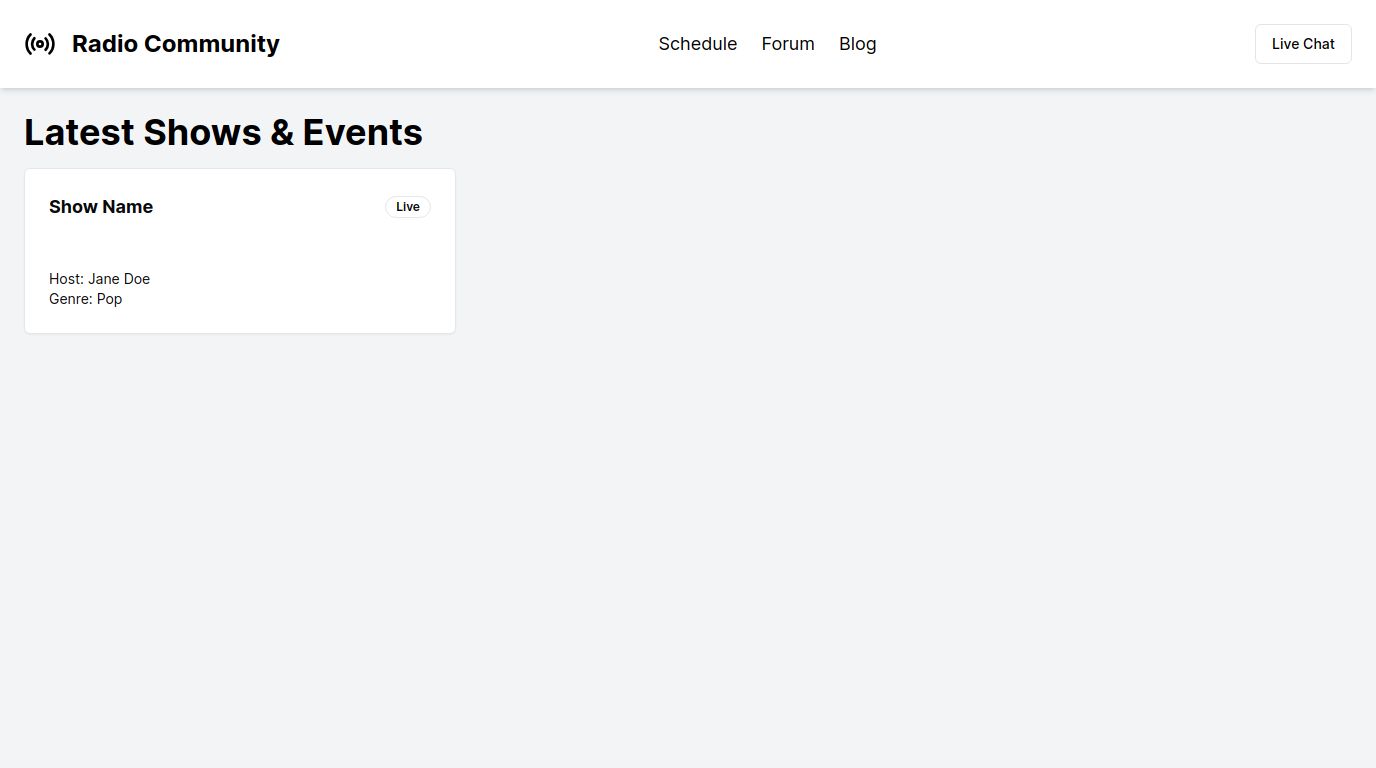 Radio Community
Schedule Forum Blog
Live Chat
Latest Shows & Events
Show Name
Live
Host: Jane Doe
Genre: Pop